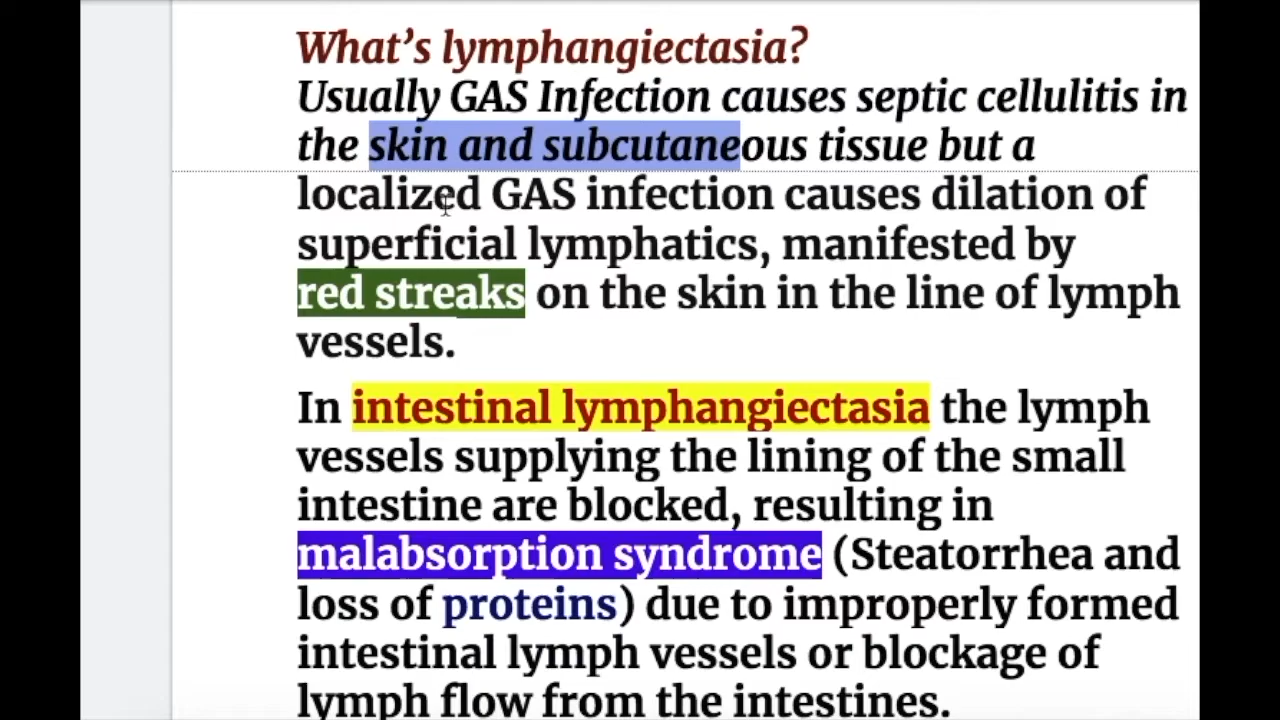 What’s lymphangiectasia?
Usually GAS Infection causes septic cellulitis in
the skin and subcutaneous tissue but a
localized GAS infection causes dilation of
superficial lymphatics, manifested by
red streaks on the skin in the line of lymph
vessels.
In intestinal lymphangiectasia the lymph
vessels supplying the lining of the small
intestine are blocked, resulting in
malabsorption syndrome (Steatorrhea and
loss of proteins) due to improperly formed
intestinal lymph vessels or blockage of
lymph flow from the intestines.